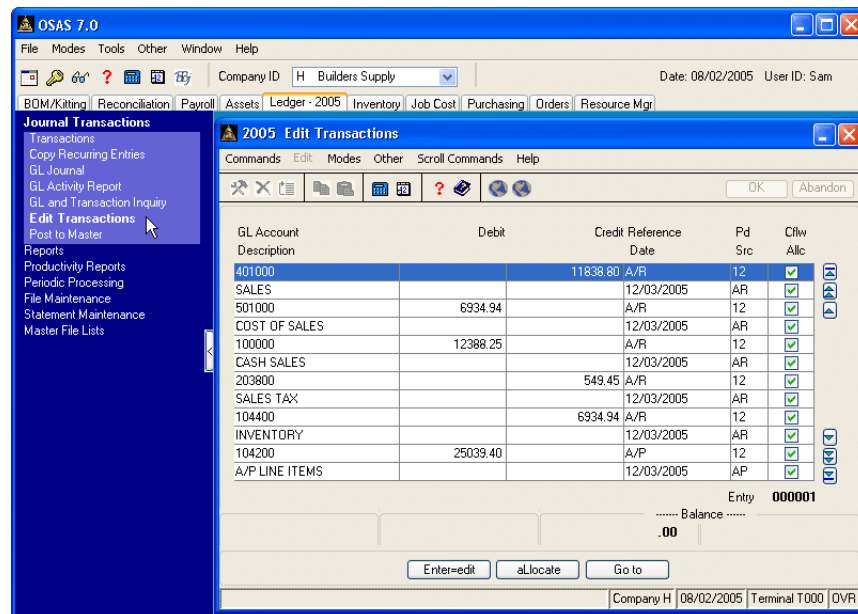 OSAS 7.0
File Modes Tools Other Window Help
Company ID H Builders Supply Date: 08/02/2005 User ID: Sam
BOM/Kitting Reconciliation Payroll Assets Ledger - 2005 Inventory Job Cost Purchasing Orders Resource Mgr
Journal Transactions
Transactions
Copy Recurring Entries
GL Journal
GL Activity Report
GL and Transaction Inquiry
Edit Transactions
Post to Master
Reports
Productivity Reports
Periodic Processing
File Maintenance
Statement Maintenance
Master File Lists
2005 Edit Transactions
Commands Edit Modes Other Scroll Commands Help
OK Abandon
GL Account Debit Credit Reference Pd Cflw
Description Date Src Allc
401000 11838.80 A/R 12
SALES 12/03/2005 AR
501000 6934.94 A/R 12
COST OF SALES 12/03/2005 AR
100000 12388.25 A/R 12
CASH SALES 12/03/2005 AR
203800 549.45 A/R 12
SALES TAX 12/03/2005 AR
104400 6934.94 A/R 12
INVENTORY 12/03/2005 AR
104200 25039.40 A/P 12
A/P LINE ITEMS 12/03/2005 AP
Entry 000001
------- Balance ------
.00
Enter=edit aLlocate Go to
Company H 08/02/2005 Terminal T000 OVR